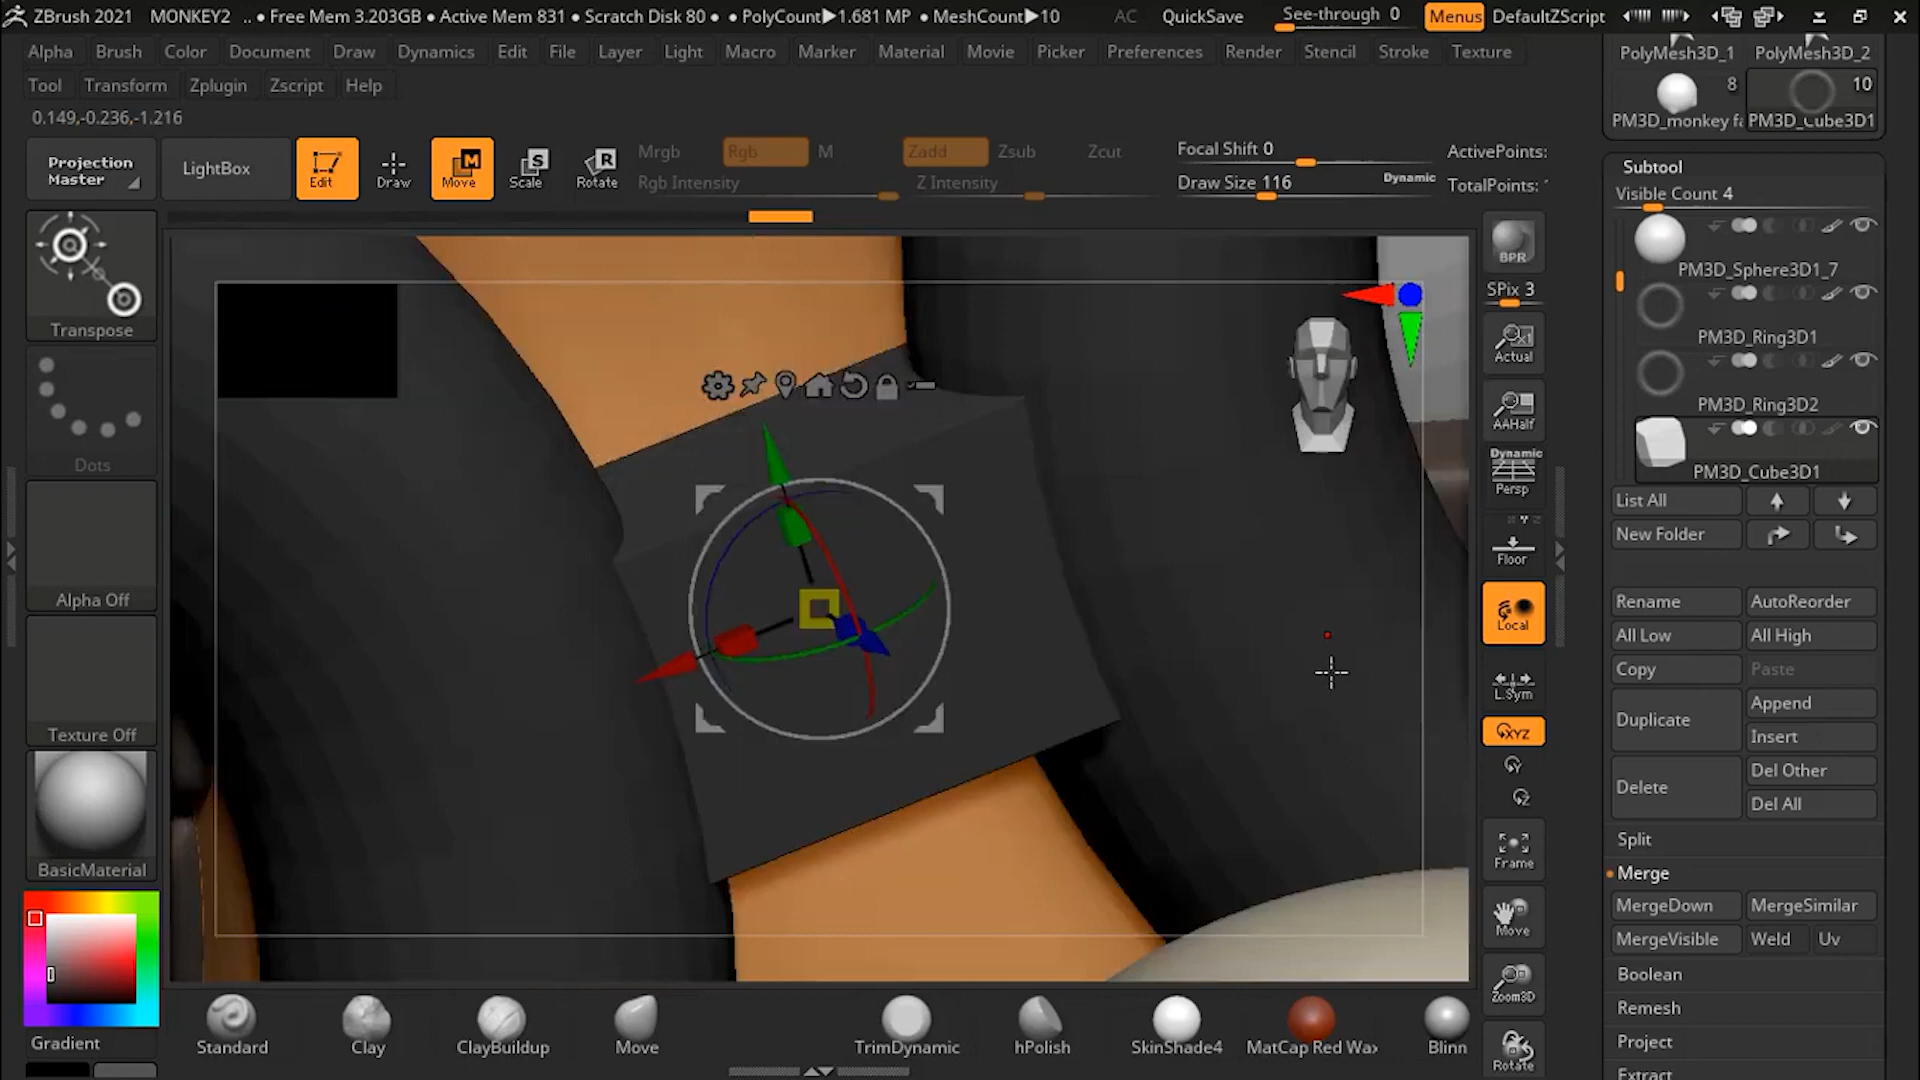 ZBrush 2021 MONKEY2 .. • Free Mem 3.203GB • Active Mem 831 • Scratch Disk 80 • • PolyCount▶1.681 MP • MeshCount▶10 AC QuickSave See-through 0 Menus DefaultZScript
Alpha Brush Color Document Draw Dynamics Edit File Layer Light Macro Marker Material Movie Picker Preferences Render Stencil Stroke Texture
Tool Transform Zplugin Zscript Help
0.149,-0.236,-1.216
Projection Master
LightBox
Edit
Draw
M
Move
S
Scale
R
Rotate
Mrgb Rgb M
Rgb Intensity
Zadd Zsub Zcut
Z Intensity
Focal Shift 0
Draw Size 116 Dynamic
ActivePoints:
TotalPoints:
Transpose
Dots
Alpha Off
Texture Off
BasicMaterial
Gradient
BPR
SPix 3
Actual
AAHalf
Dynamic
Persp
Floor
Local
L.Sym
XYZ
Y
Z
Frame
Move
Zoom3D
Rotate
PolyMesh3D_1 PolyMesh3D_2
8 10
PM3D_monkey fa PM3D_Cube3D1
Subtool
Visible Count 4
PM3D_Sphere3D1_7
PM3D_Ring3D1
PM3D_Ring3D2
PM3D_Cube3D1
List All
New Folder
Rename AutoReorder
All Low All High
Copy Paste
Duplicate Append
Insert
Delete Del Other
Del All
Split
Merge
MergeDown MergeSimilar
MergeVisible Weld Uv
Boolean
Remesh
Project
Extract
Standard Clay ClayBuildup Move TrimDynamic hPolish SkinShade4 MatCap Red Wax Blinn